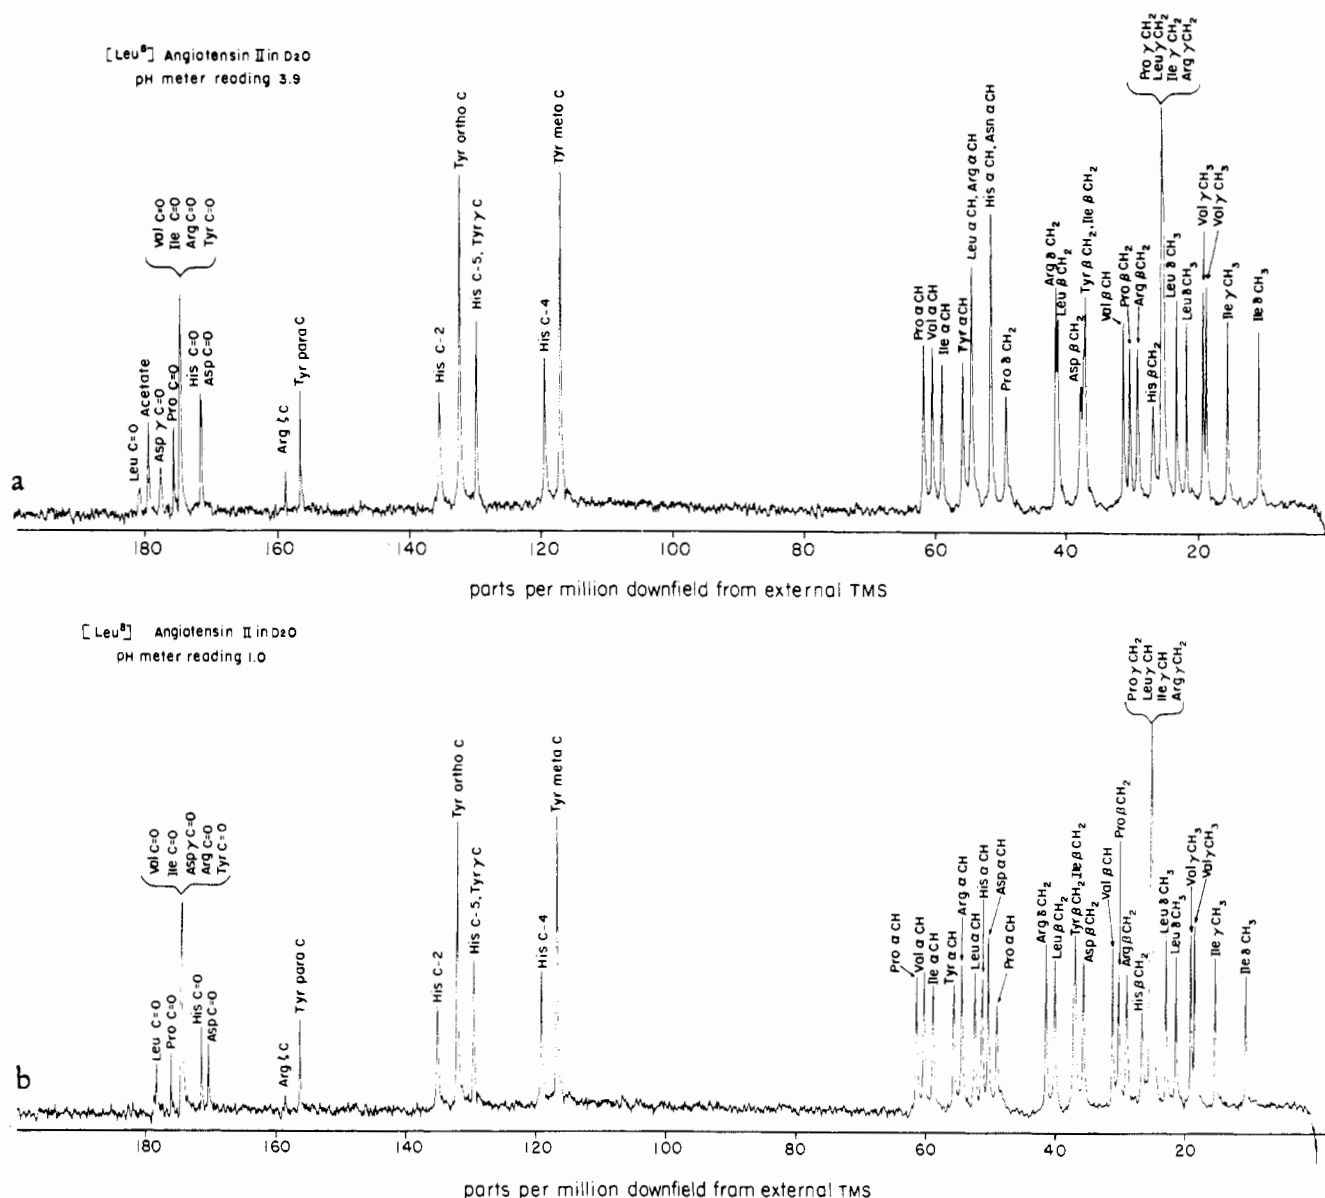 [Leu⁸] Angiotensin II in D₂O
pH meter reading 3.9
Leu C=O
Acetate
Asp γ C=O
Pro C=O
Val C=O
Ile C=O
Arg C=O
Tyr C=O
His C=O
Asp C=O
Arg ζ C
Tyr para C
His C-2
Tyr ortho C
His C-5, Tyr γ C
His C-4
Tyr meto C
Pro α CH
Val α CH
Ile α CH
Tyr α CH
Leu α CH, Arg α CH
His α CH, Asn α CH
Pro δ CH₂
Arg δ CH₂
Leu β CH₂
Asp β CH₂
Tyr β CH₂, Ile β CH₂
Val β CH
Pro β CH₂
Arg β CH₂
His β CH₂
Pro γ CH₂
Leu γ CH₂
Ile γ CH₂
Arg γ CH₂
Leu δ CH₃
Leu δ CH₃
Val γ CH₃
Val γ CH₃
Ile γ CH₃
Ile δ CH₃
a
180 160 140 120 100 80 60 40 20
parts per million downfield from external TMS
[Leu⁸] Angiotensin II in D₂O
pH meter reading 1.0
Leu C=O
Pro C=O
Val C=O
Ile C=O
Asp γ C=O
Arg C=O
Tyr C=O
His C=O
Asp C=O
Arg ζ C
Tyr para C
His C-2
Tyr ortho C
His C-5, Tyr γ C
His C-4
Tyr meta C
Pro α CH
Val α CH
Ile α CH
Tyr α CH
Arg α CH
Leu α CH
His α CH
Asp α CH
Pro α CH
Arg δ CH₂
Leu β CH₂
Tyr β CH₂, Ile β CH₂
Asp β CH₂
Val β CH
Pro β CH₂
Arg β CH₂
His β CH₂
Pro γ CH₂
Leu γ CH
Ile γ CH
Arg γ CH₂
Leu δ CH₃
Leu δ CH₃
Val γ CH₃
Val γ CH₃
Ile γ CH₃
Ile δ CH₃
b
180 160 140 120 100 80 60 40 20
parts per million downfield from external TMS